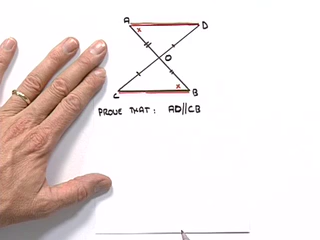 A D
x
O
x
C B
PROVE THAT: AD//CB